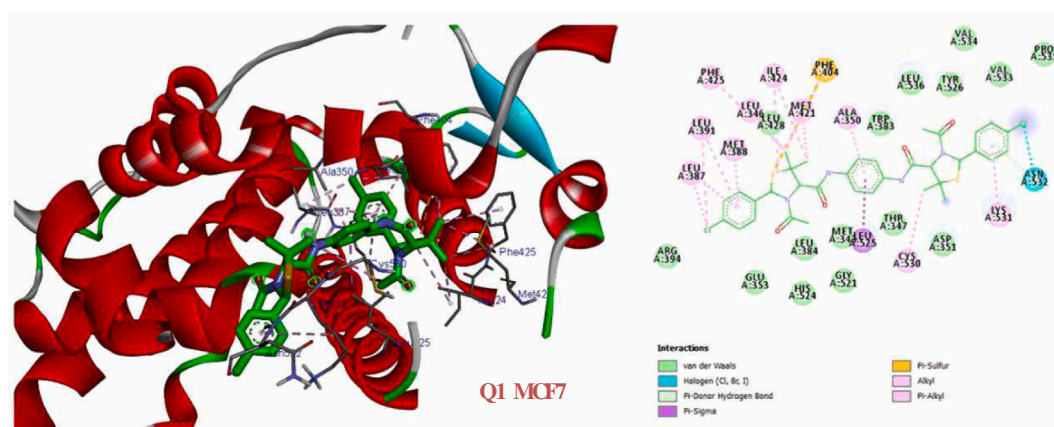 Phe404
Ala350
Leu387
Cys530
Phe425
Q1 MCF7
VAL
A:534
PRO
PHE
A:404
ILE
A:424
PHE
A:425
LEU
A:536
TYR
A:526
VAL
A:533
LEU
A:346
LEU
A:428
MET
A:421
ALA
A:350
TRP
A:383
LEU
A:391
MET
A:388
LEU
A:387
Cl
ASN
A:532
LYS
A:531
THR
A:347
MET
LEU
A:525
ASP
A:351
CYS
A:530
ARG
A:394
LEU
A:384
GLU
A:353
HIS
A:524
GLY
A:521
Interactions
van der Waals
Halogen (Cl, Br, I)
Pi-Donor Hydrogen Bond
Pi-Sigma
Pi-Sulfur
Alkyl
Pi-Alkyl